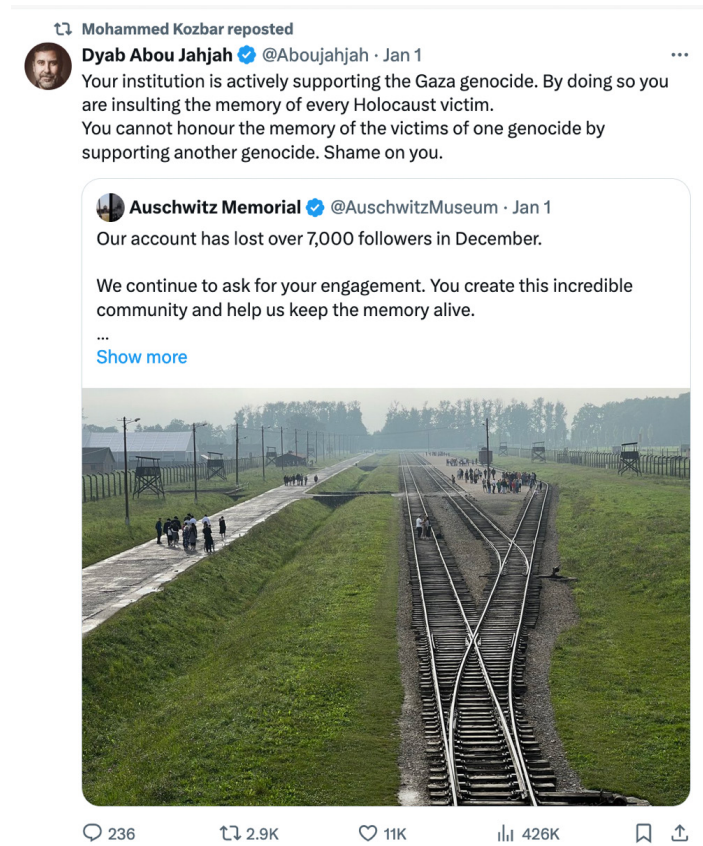 Mohammed Kozbar reposted
Dyab Abou Jahjah @Aboujahjah · Jan 1
Your institution is actively supporting the Gaza genocide. By doing so you
are insulting the memory of every Holocaust victim.
You cannot honour the memory of the victims of one genocide by
supporting another genocide. Shame on you.
Auschwitz Memorial @AuschwitzMuseum · Jan 1
Our account has lost over 7,000 followers in December.
We continue to ask for your engagement. You create this incredible
community and help us keep the memory alive.
...
Show more
236 2.9K 11K 426K